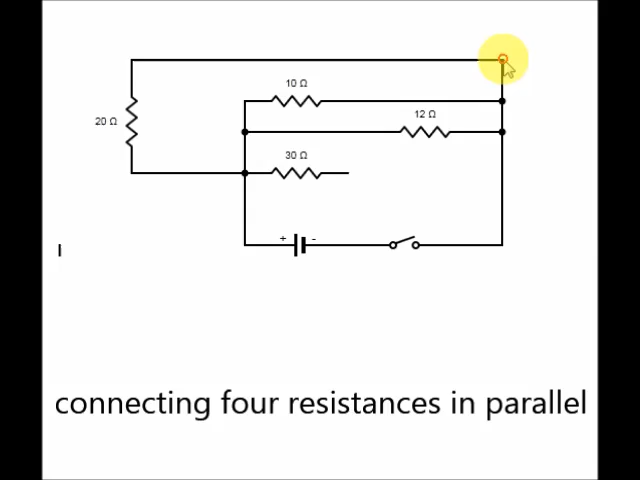 10 Ω
12 Ω
20 Ω
30 Ω
+ -
I
connecting four resistances in parallel